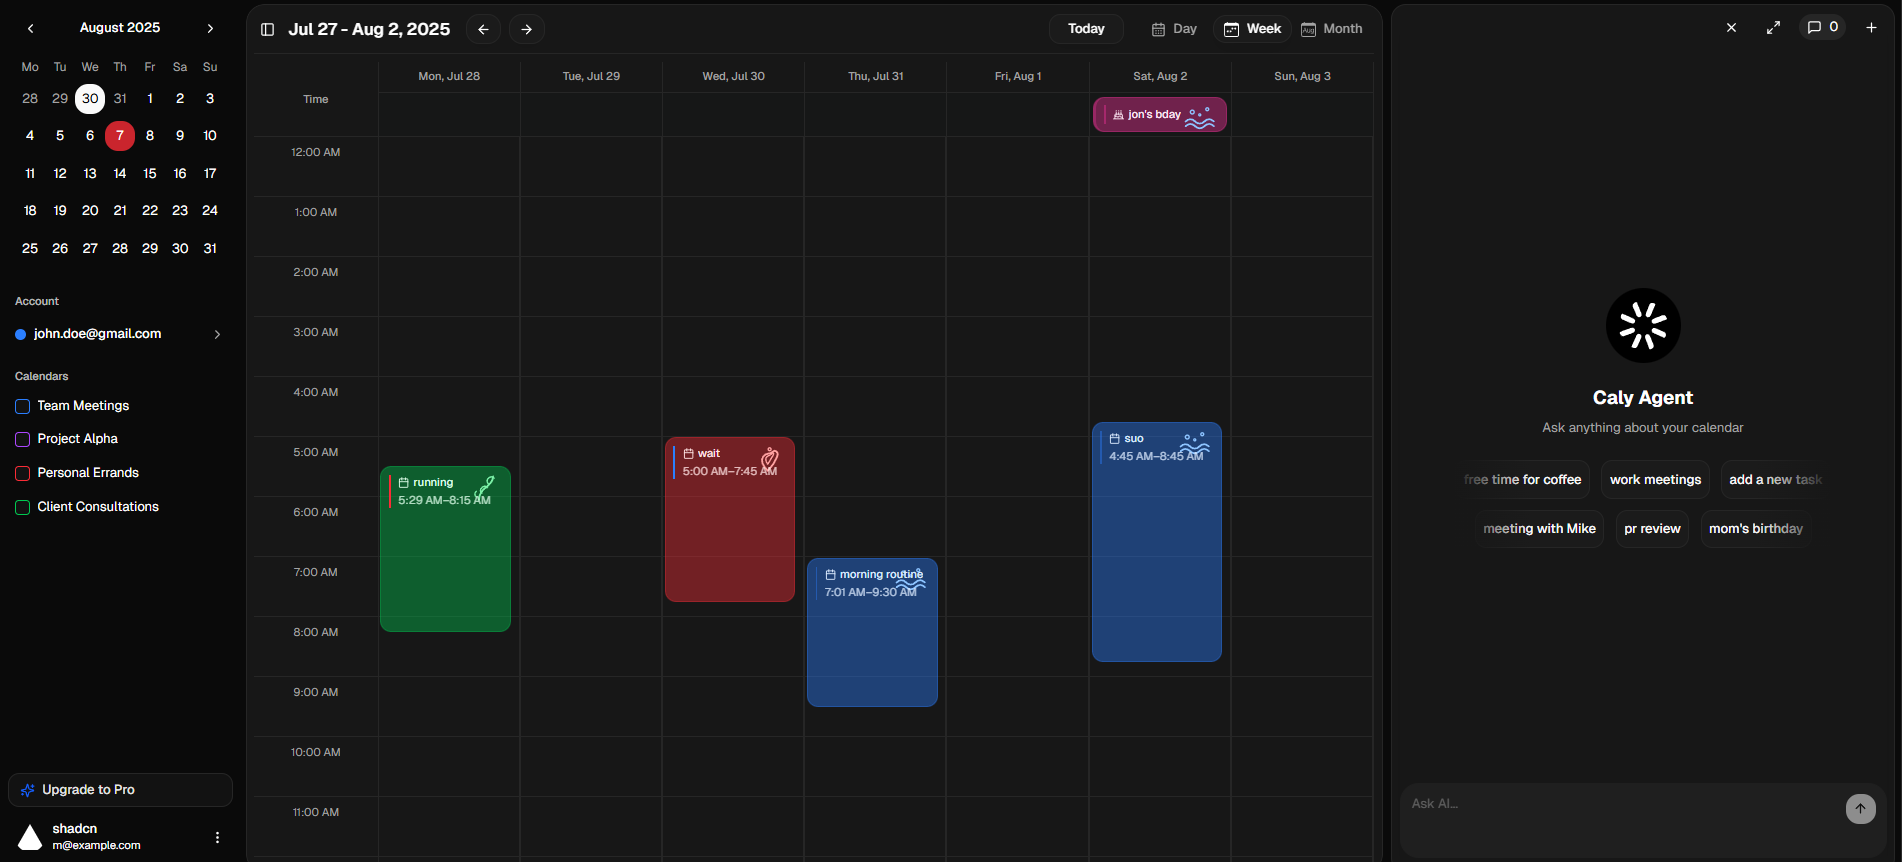 August 2025
Mo Tu We Th Fr Sa Su
28 29 30 31 1 2 3
4 5 6 7 8 9 10
11 12 13 14 15 16 17
18 19 20 21 22 23 24
25 26 27 28 29 30 31
Account
john.doe@gmail.com
Calendars
Team Meetings
Project Alpha
Personal Errands
Client Consultations
Upgrade to Pro
shadcn
m@example.com
Jul 27 - Aug 2, 2025
Today
Day
Week
Aug
Month
Time
Mon, Jul 28
Tue, Jul 29
Wed, Jul 30
Thu, Jul 31
Fri, Aug 1
Sat, Aug 2
Sun, Aug 3
jon's bday
12:00 AM
1:00 AM
2:00 AM
3:00 AM
4:00 AM
5:00 AM
6:00 AM
7:00 AM
8:00 AM
9:00 AM
10:00 AM
11:00 AM
running
5:29 AM–8:15 AM
wait
5:00 AM–7:45 AM
morning routine
7:01 AM–9:30 AM
suo
4:45 AM–8:45 AM
0
Caly Agent
Ask anything about your calendar
free time for coffee
work meetings
add a new task
meeting with Mike
pr review
mom's birthday
Ask AI...